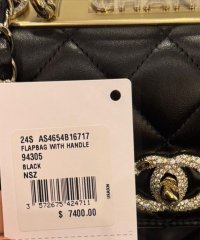 24S AS4654B16717
FLAPBAG WITH HANDLE
94305
BLACK
NSZ
3 572675 424711
$ 7400.00